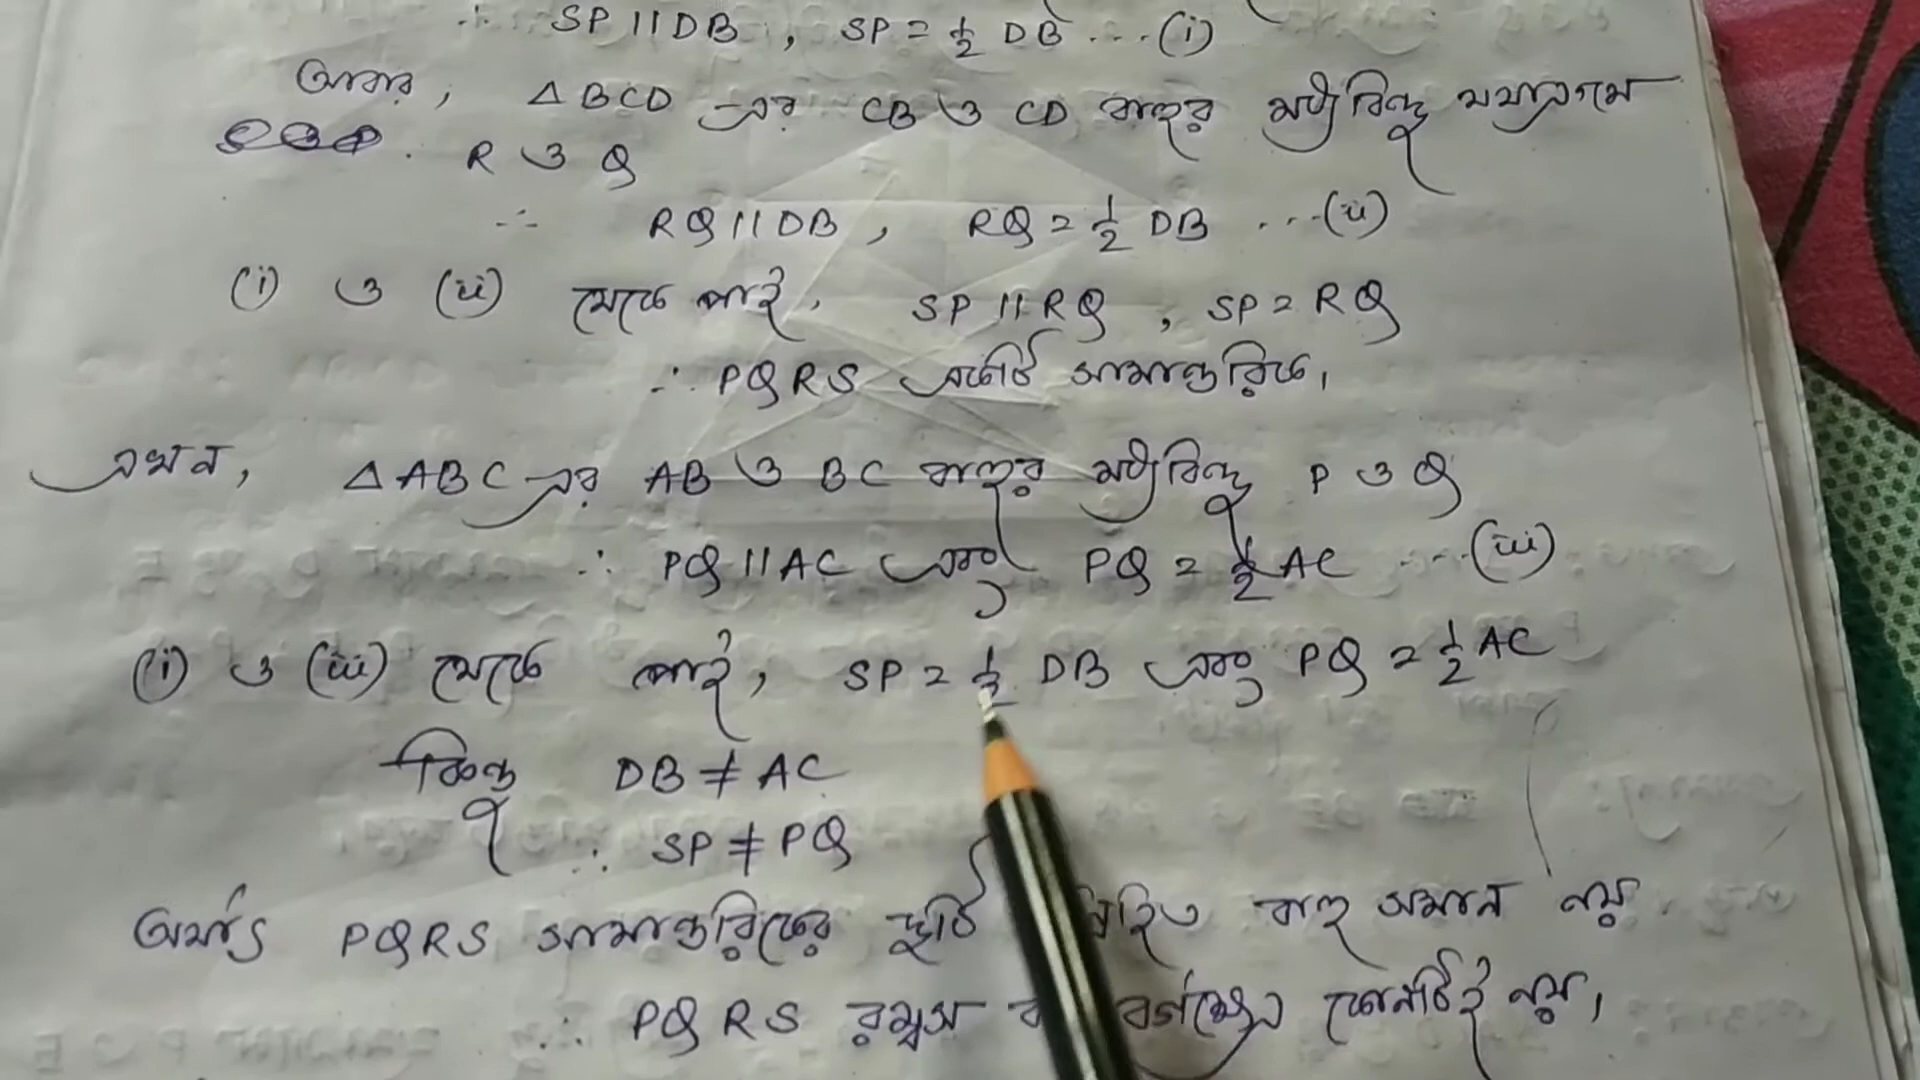 ∴ SP || DB , SP = 1/2 DB ... (i)
আবার, △BCD -এর CB ও CD বাহুর মধ্যবিন্দু যথাক্রমে
R ও Q
∴ RQ || DB , RQ = 1/2 DB ...(ii)
(i) ও (ii) থেকে পাই, SP || RQ , SP = RQ
∴ PQRS একটি সামান্তরিক।
এখন, △ABC -এর AB ও BC বাহুর মধ্যবিন্দু P ও Q
∴ PQ || AC এবং PQ = 1/2 AC ...(iii)
(i) ও (iii) থেকে পাই, SP = 1/2 DB এবং PQ = 1/2 AC
কিন্তু DB ≠ AC
∴ SP ≠ PQ
অর্থাৎ PQRS সামান্তরিকের দুটি বাহু সমান নয়।
∴ PQRS রম্বস বর্গক্ষেত্র কোনটিই নয়।